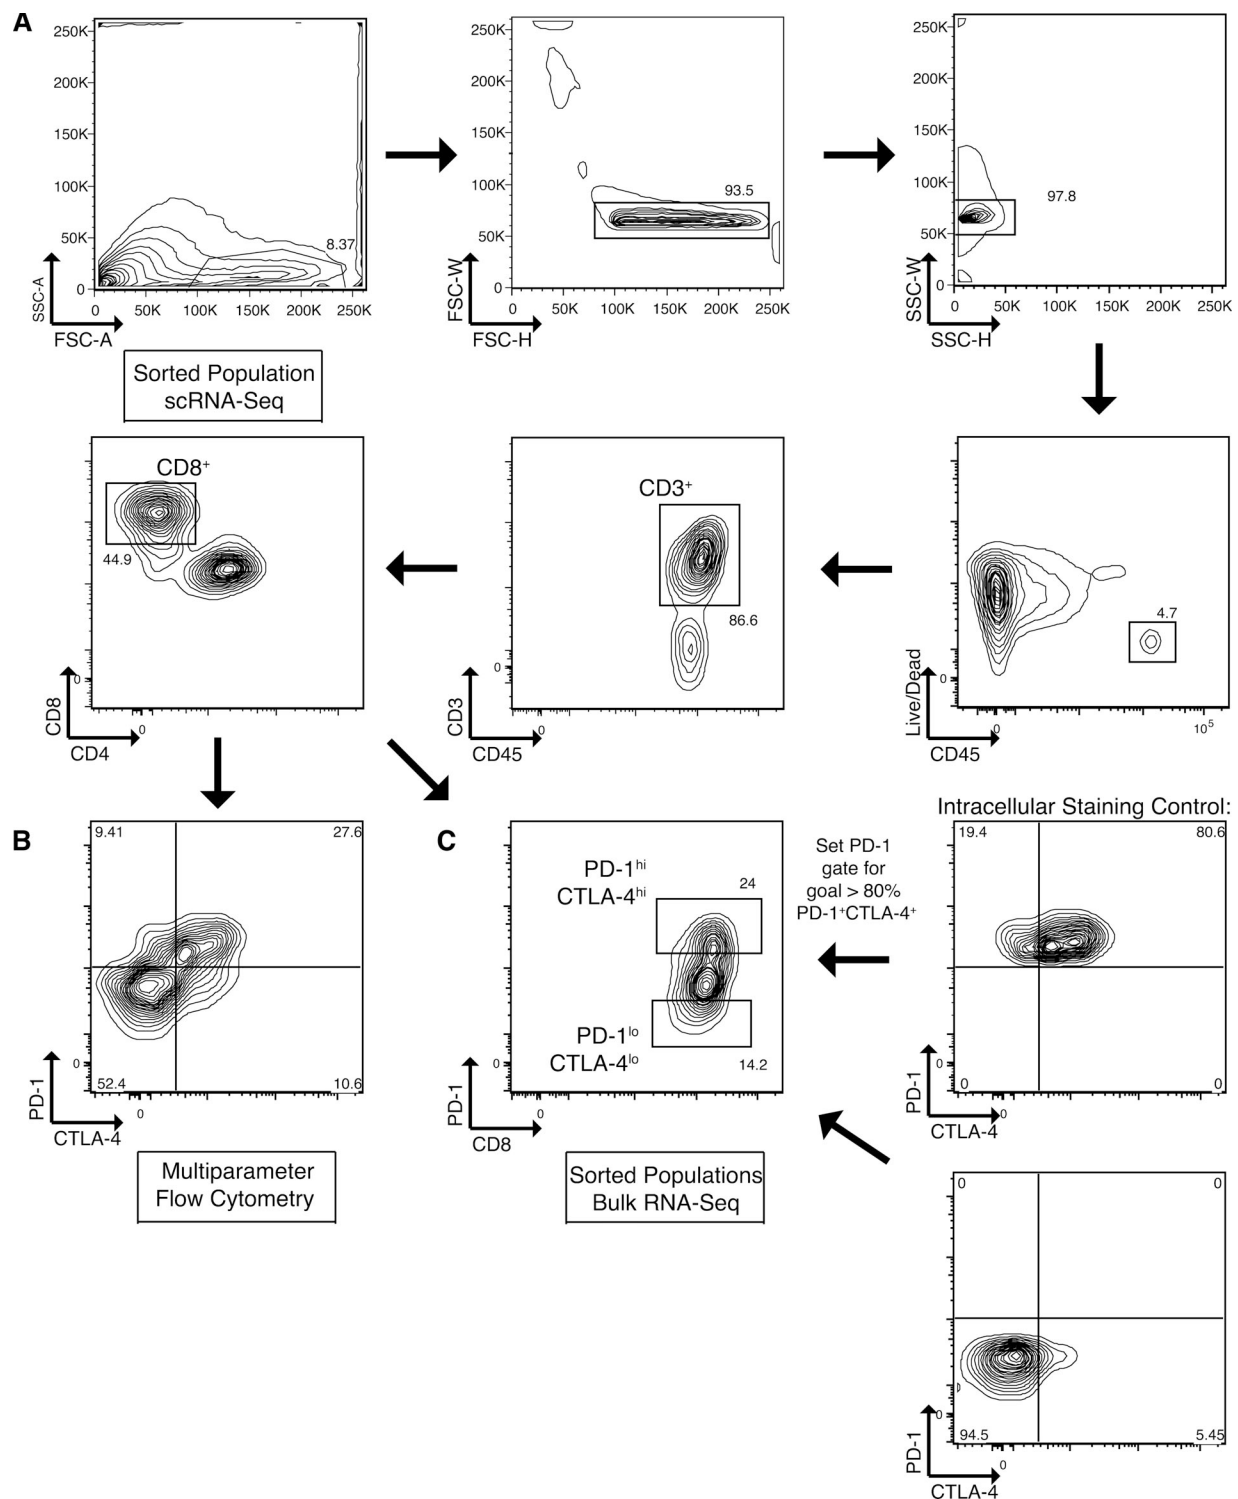 A
250K
200K
150K
100K
50K
0
8.37
SSC-A
0 50K 100K 150K 200K 250K
FSC-A
250K
200K
150K
100K
50K
0
93.5
FSC-W
0 50K 100K 150K 200K 250K
FSC-H
250K
200K
150K
100K
50K
0
97.8
SSC-W
0 50K 100K 150K 200K 250K
SSC-H
Sorted Population
scRNA-Seq
CD8⁺
44.9
0
CD8
0
CD4
CD3⁺
86.6
0
CD3
0
CD45
4.7
0
Live/Dead
0 10⁵
CD45
B
9.41 27.6
0
52.4 10.6
PD-1
0
CTLA-4
Multiparameter
Flow Cytometry
C
PD-1ʰⁱ
CTLA-4ʰⁱ
24
PD-1ˡᵒ
CTLA-4ˡᵒ
14.2
0
PD-1
0
CD8
Sorted Populations
Bulk RNA-Seq
Set PD-1
gate for
goal > 80%
PD-1⁺CTLA-4⁺
Intracellular Staining Control:
19.4 80.6
0
0 0
PD-1
0
CTLA-4
0 0
0
94.5 5.45
PD-1
0
CTLA-4